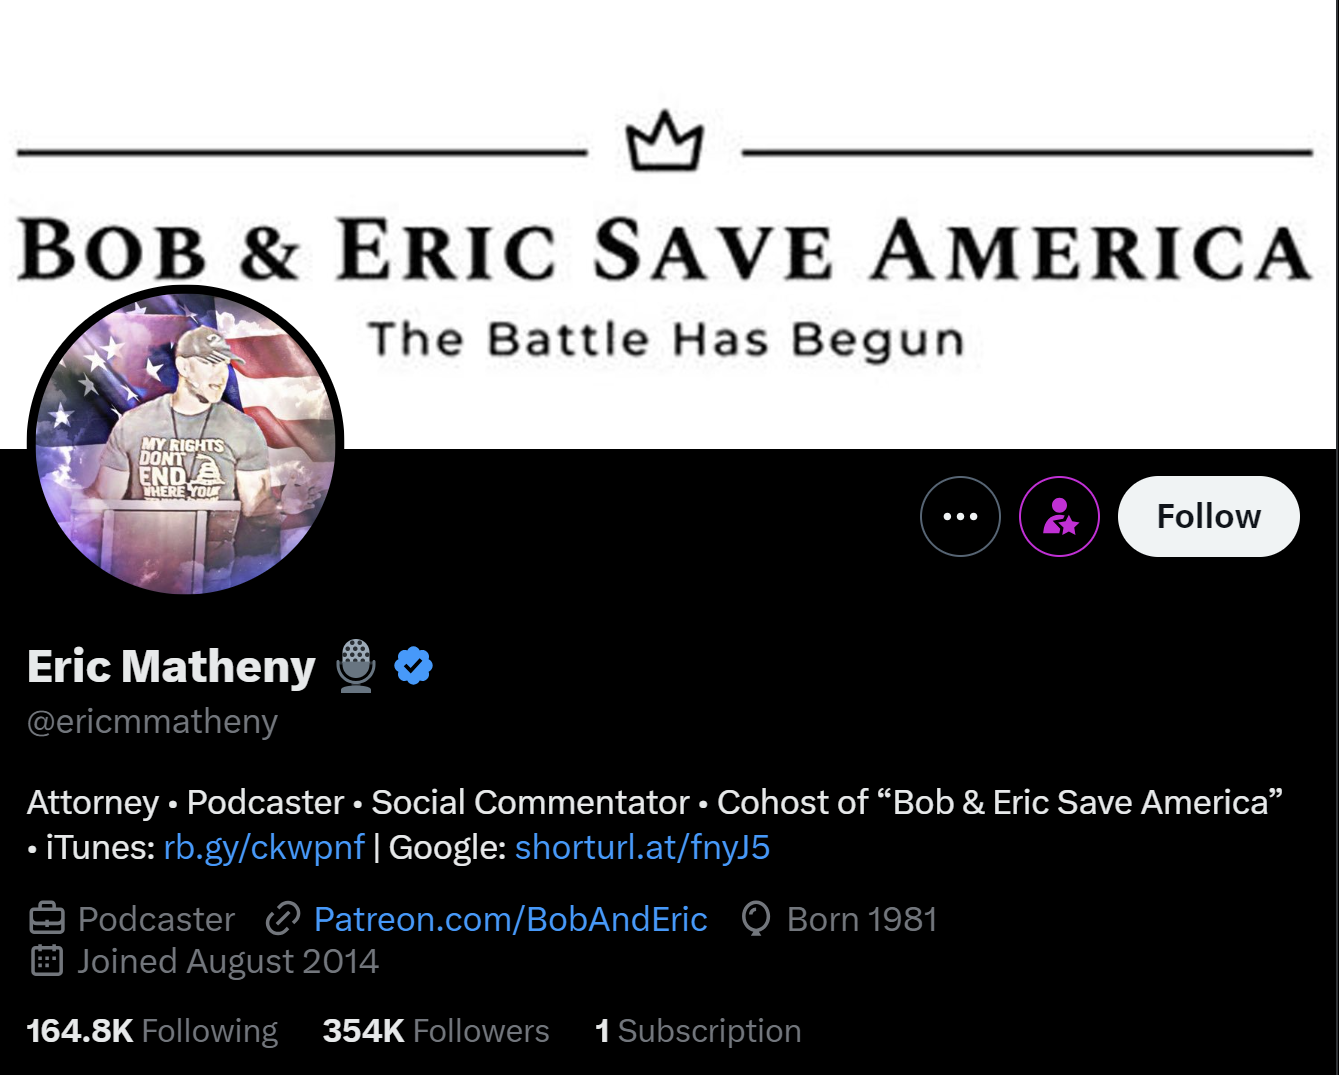 BOB & ERIC SAVE AMERICA
The Battle Has Begun
MY RIGHTS
DONT
END
WHERE YOUR
Follow
Eric Matheny
@ericmmatheny
Attorney • Podcaster • Social Commentator • Cohost of “Bob & Eric Save America”
• iTunes: rb.gy/ckwpnf | Google: shorturl.at/fnyJ5
Podcaster Patreon.com/BobAndEric Born 1981
Joined August 2014
164.8K Following 354K Followers 1 Subscription